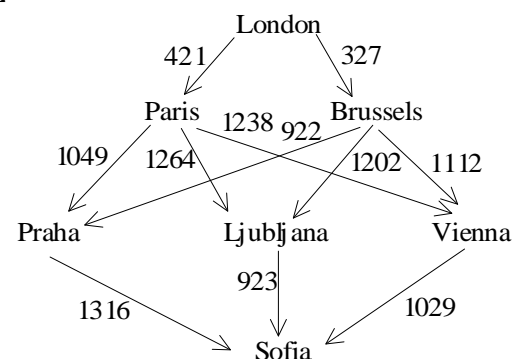 London
421 327
Paris Brussels
1238 922
1049 1264 1202 1112
Praha Ljubljana Vienna
923
1316 1029
Sofia